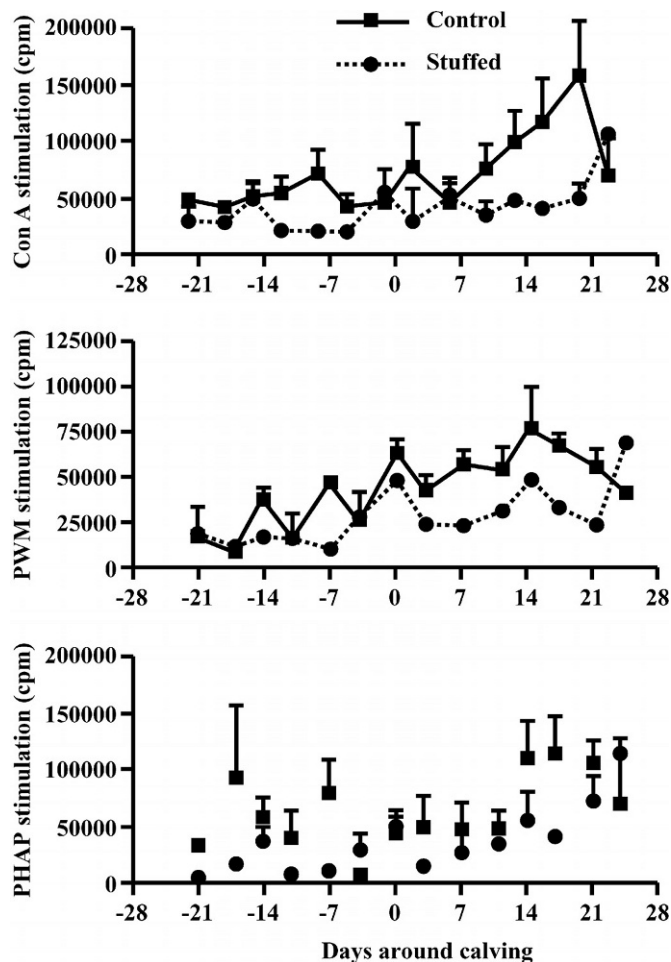 Control
Stuffed
Con A stimulation (cpm)
200000
150000
100000
50000
0
-28 -21 -14 -7 0 7 14 21 28
PWM stimulation (cpm)
125000
100000
75000
50000
25000
0
-28 -21 -14 -7 0 7 14 21 28
PHAP stimulation (cpm)
200000
150000
100000
50000
0
-28 -21 -14 -7 0 7 14 21 28
Days around calving